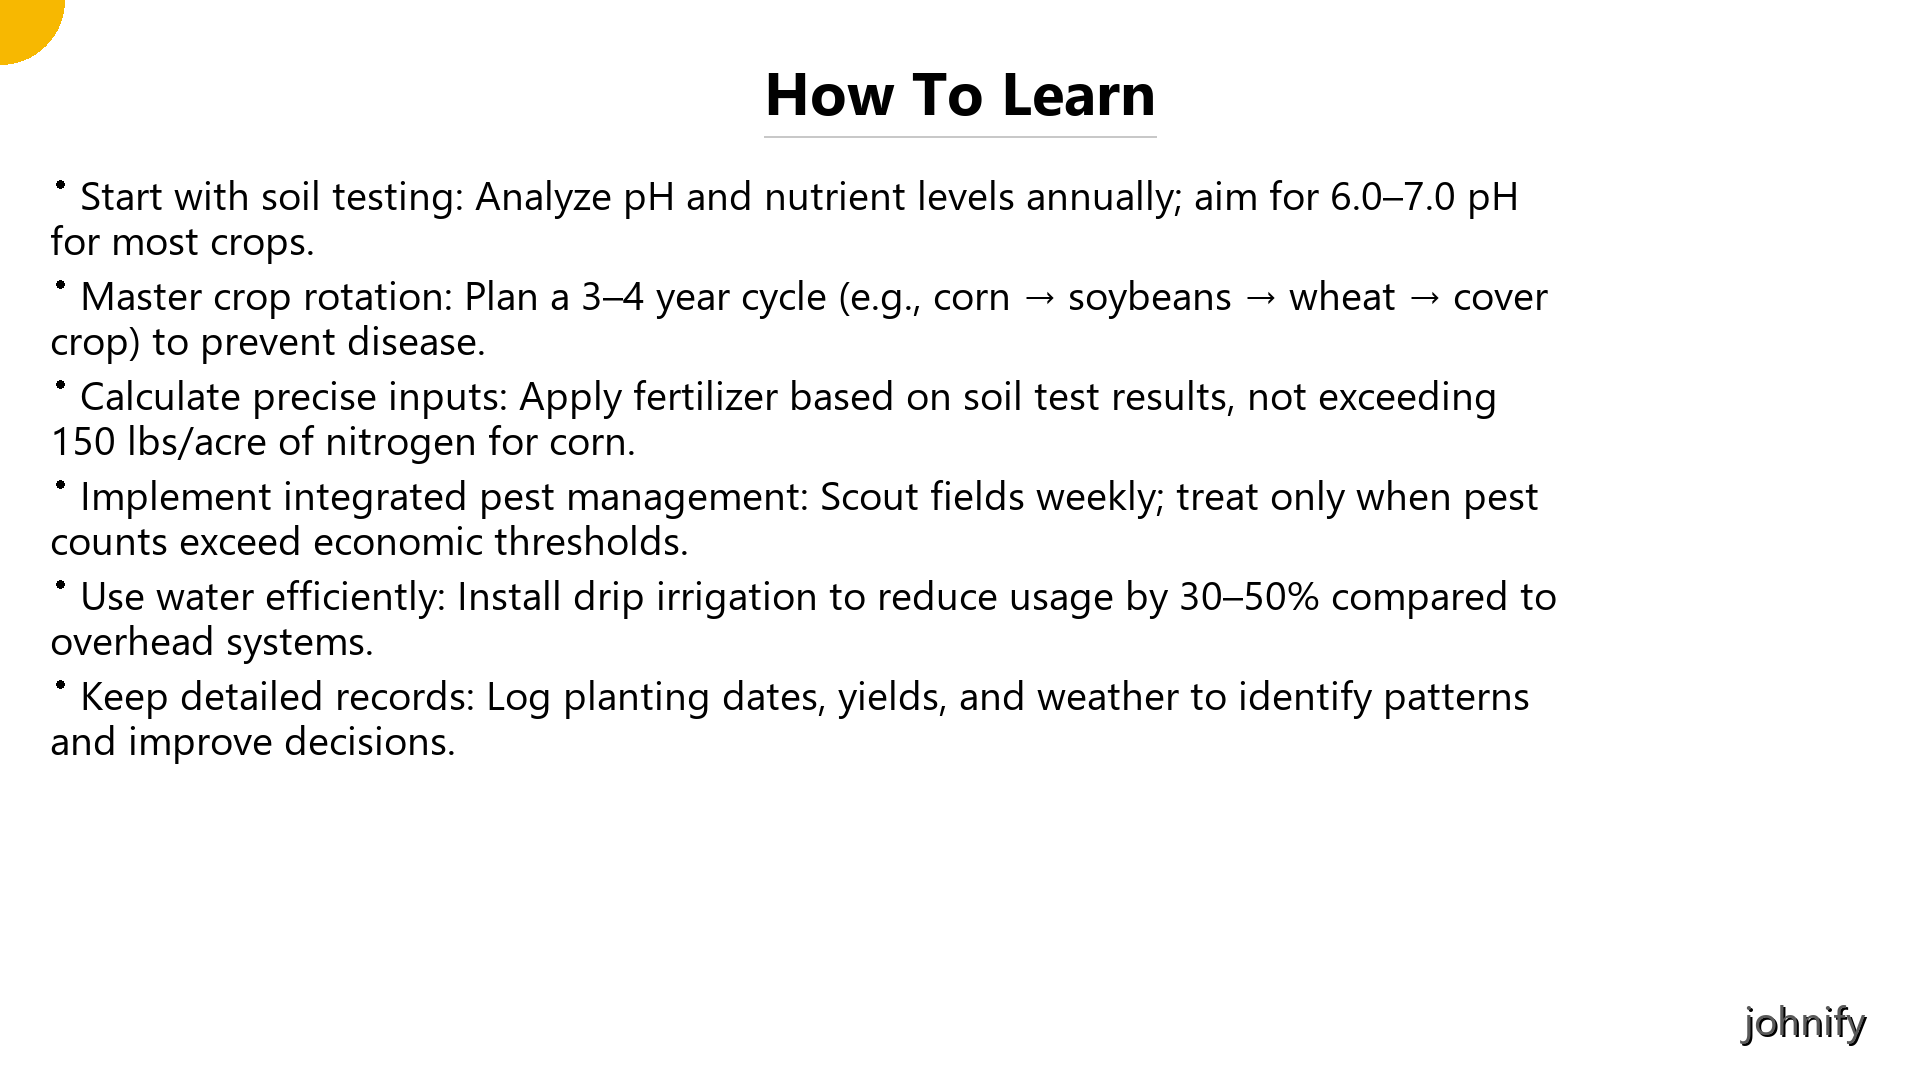 How To Learn
• Start with soil testing: Analyze pH and nutrient levels annually; aim for 6.0–7.0 pH
for most crops.
• Master crop rotation: Plan a 3–4 year cycle (e.g., corn → soybeans → wheat → cover
crop) to prevent disease.
• Calculate precise inputs: Apply fertilizer based on soil test results, not exceeding
150 lbs/acre of nitrogen for corn.
• Implement integrated pest management: Scout fields weekly; treat only when pest
counts exceed economic thresholds.
• Use water efficiently: Install drip irrigation to reduce usage by 30–50% compared to
overhead systems.
• Keep detailed records: Log planting dates, yields, and weather to identify patterns
and improve decisions.
johnify